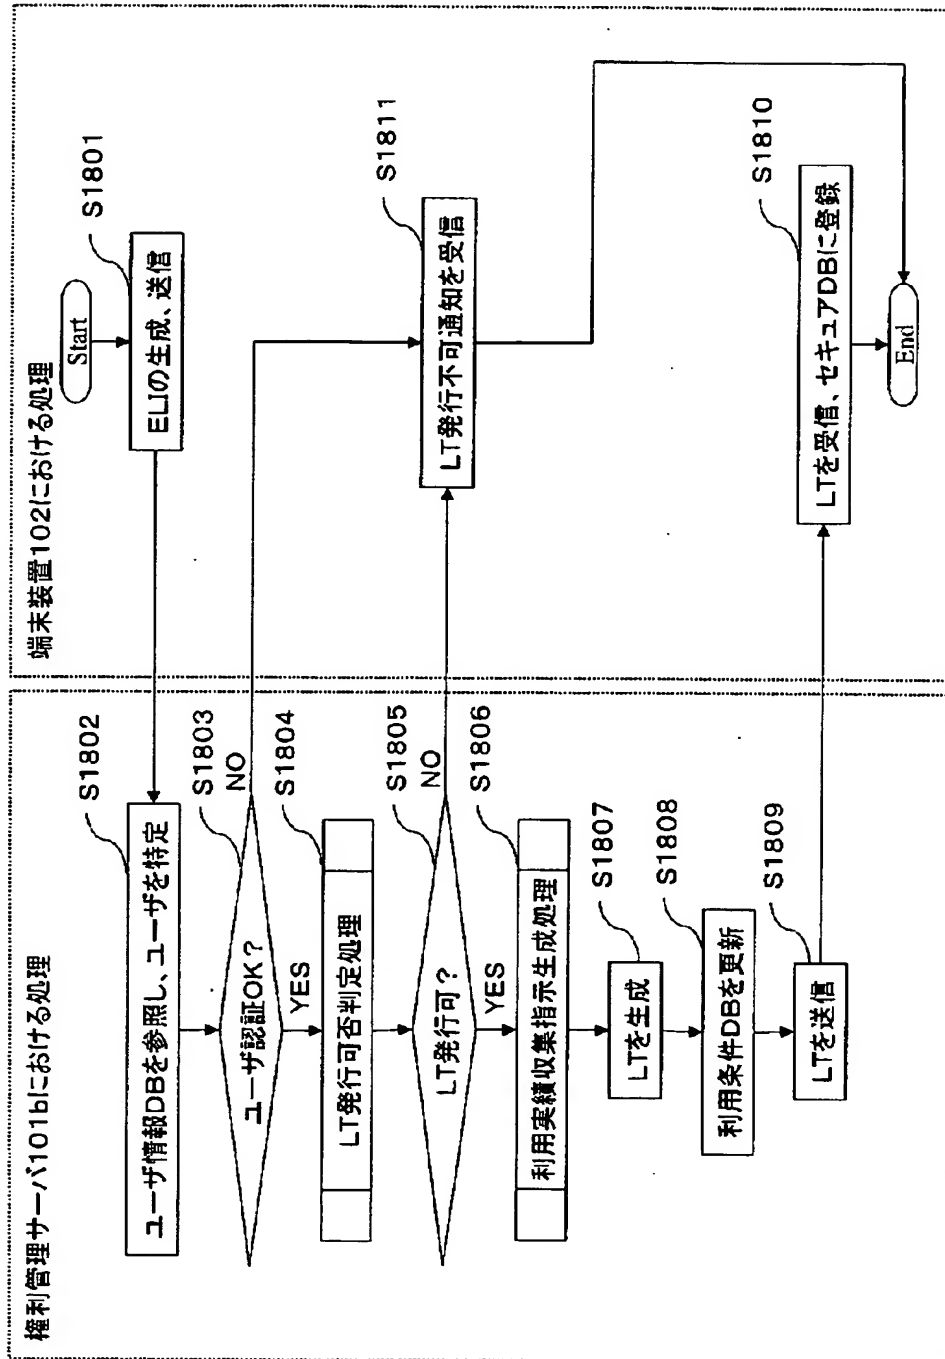 権利管理サーバ101bにおける処理
端末装置102における処理
Start
S1801
ELIの生成、送信
S1802
ユーザ情報DBを参照し、ユーザを特定
S1803
ユーザ認証OK?
NO
YES
S1804
LT発行可否判定処理
S1805
LT発行可?
NO
YES
S1811
LT発行不可通知を受信
S1806
利用実績収集指示生成処理
S1807
LTを生成
S1808
利用条件DBを更新
S1809
LTを送信
S1810
LTを受信、セキュアDBに登録
End